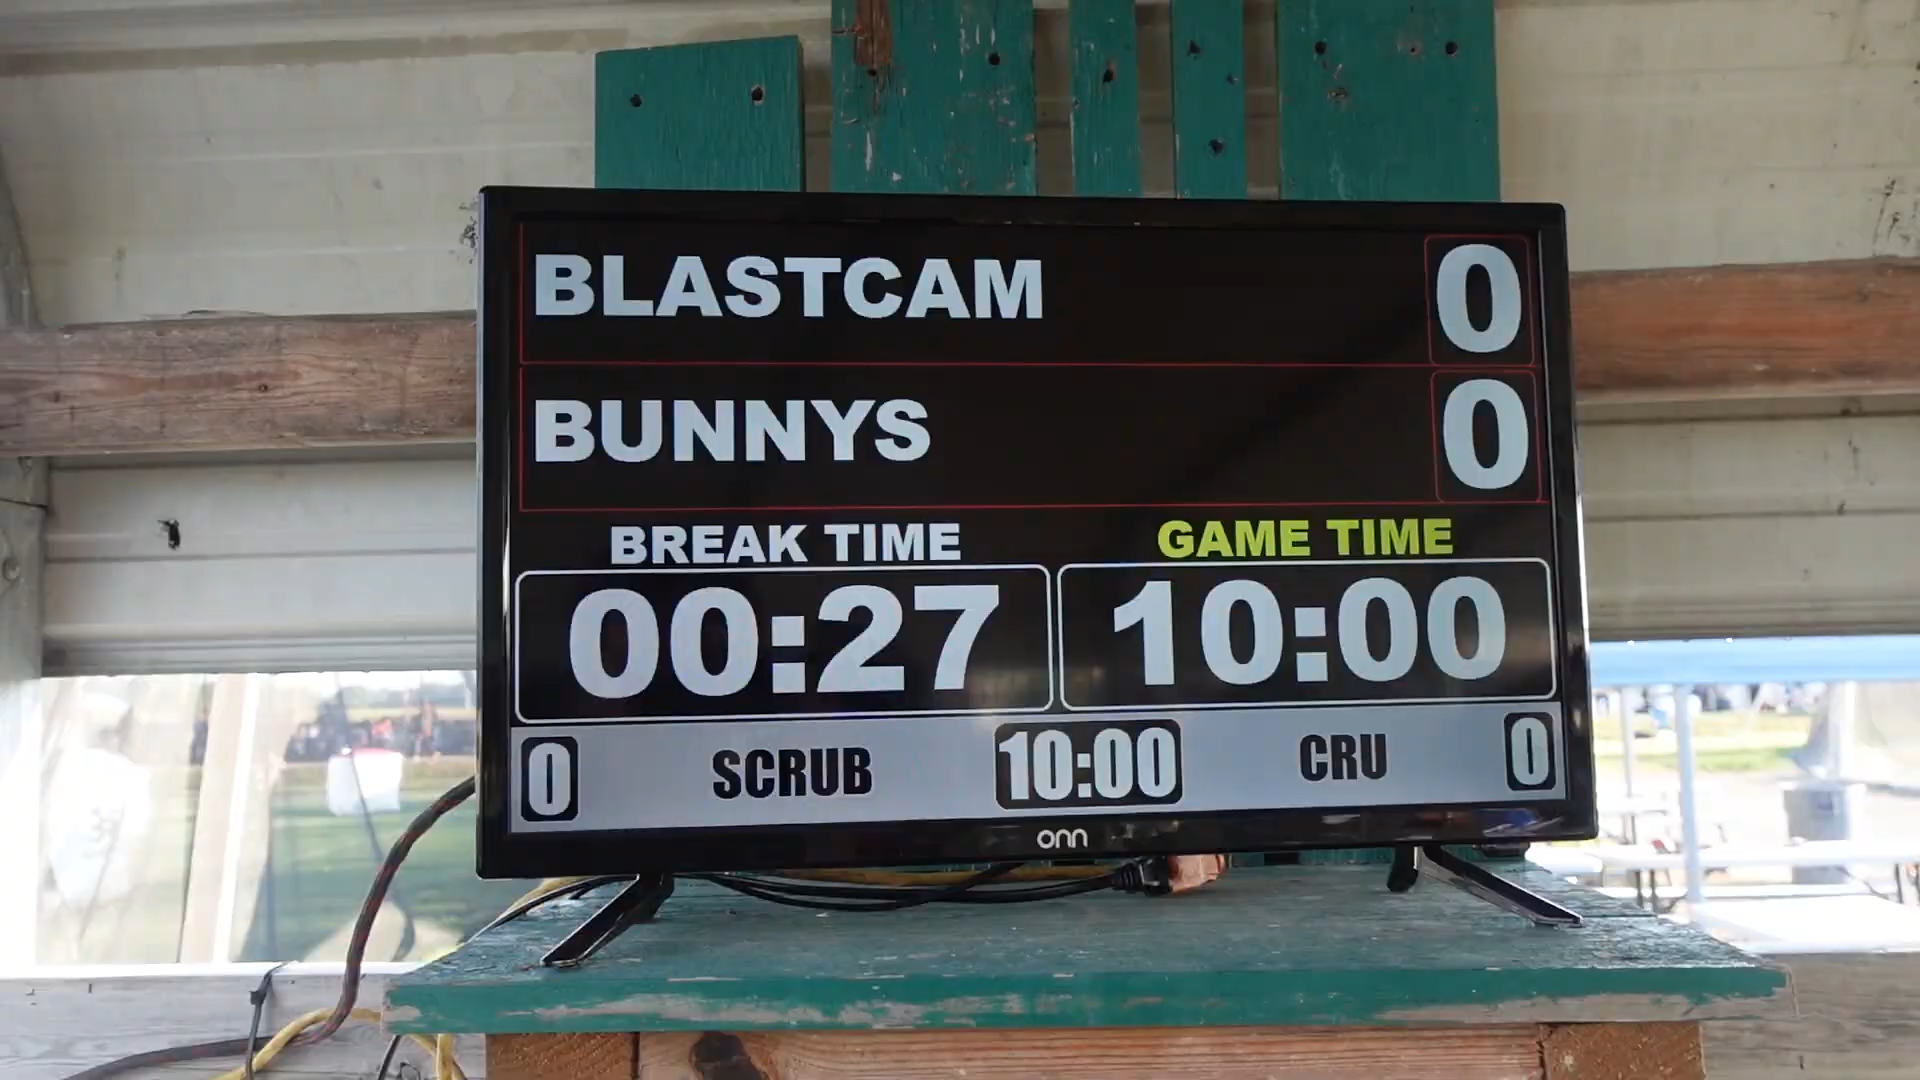 BLASTCAM 0
BUNNYS 0
BREAK TIME GAME TIME
00:27 10:00
0 SCRUB 10:00 CRU 0
onn